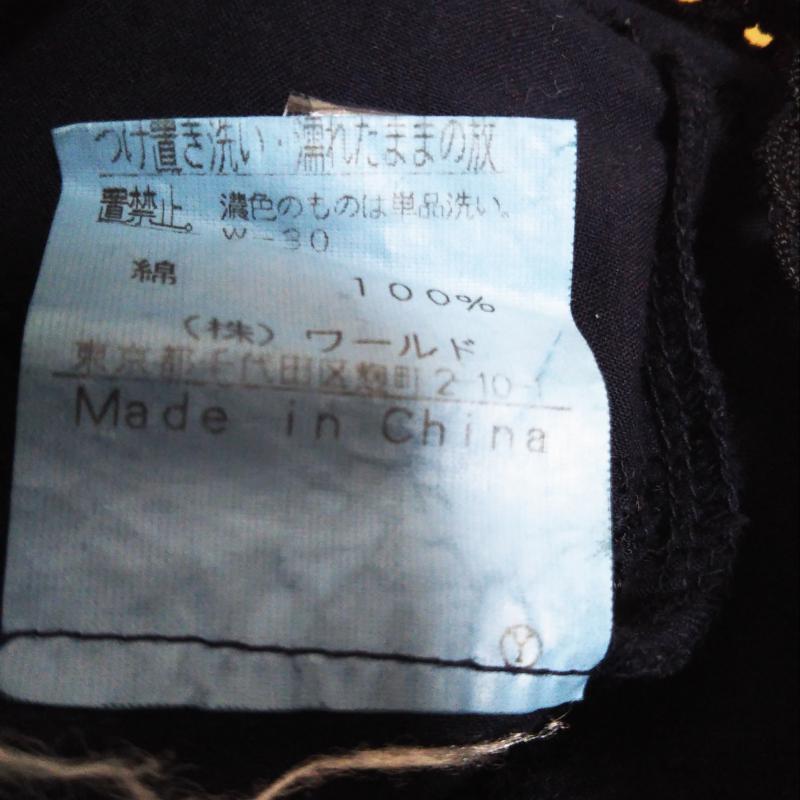 つけ置き洗い・濡れたままの放
置禁止。 濃色のものは単品洗い。
W-30
綿 100%
(株) ワールド
東京都千代田区麹町2-10-1
Made in China
Y